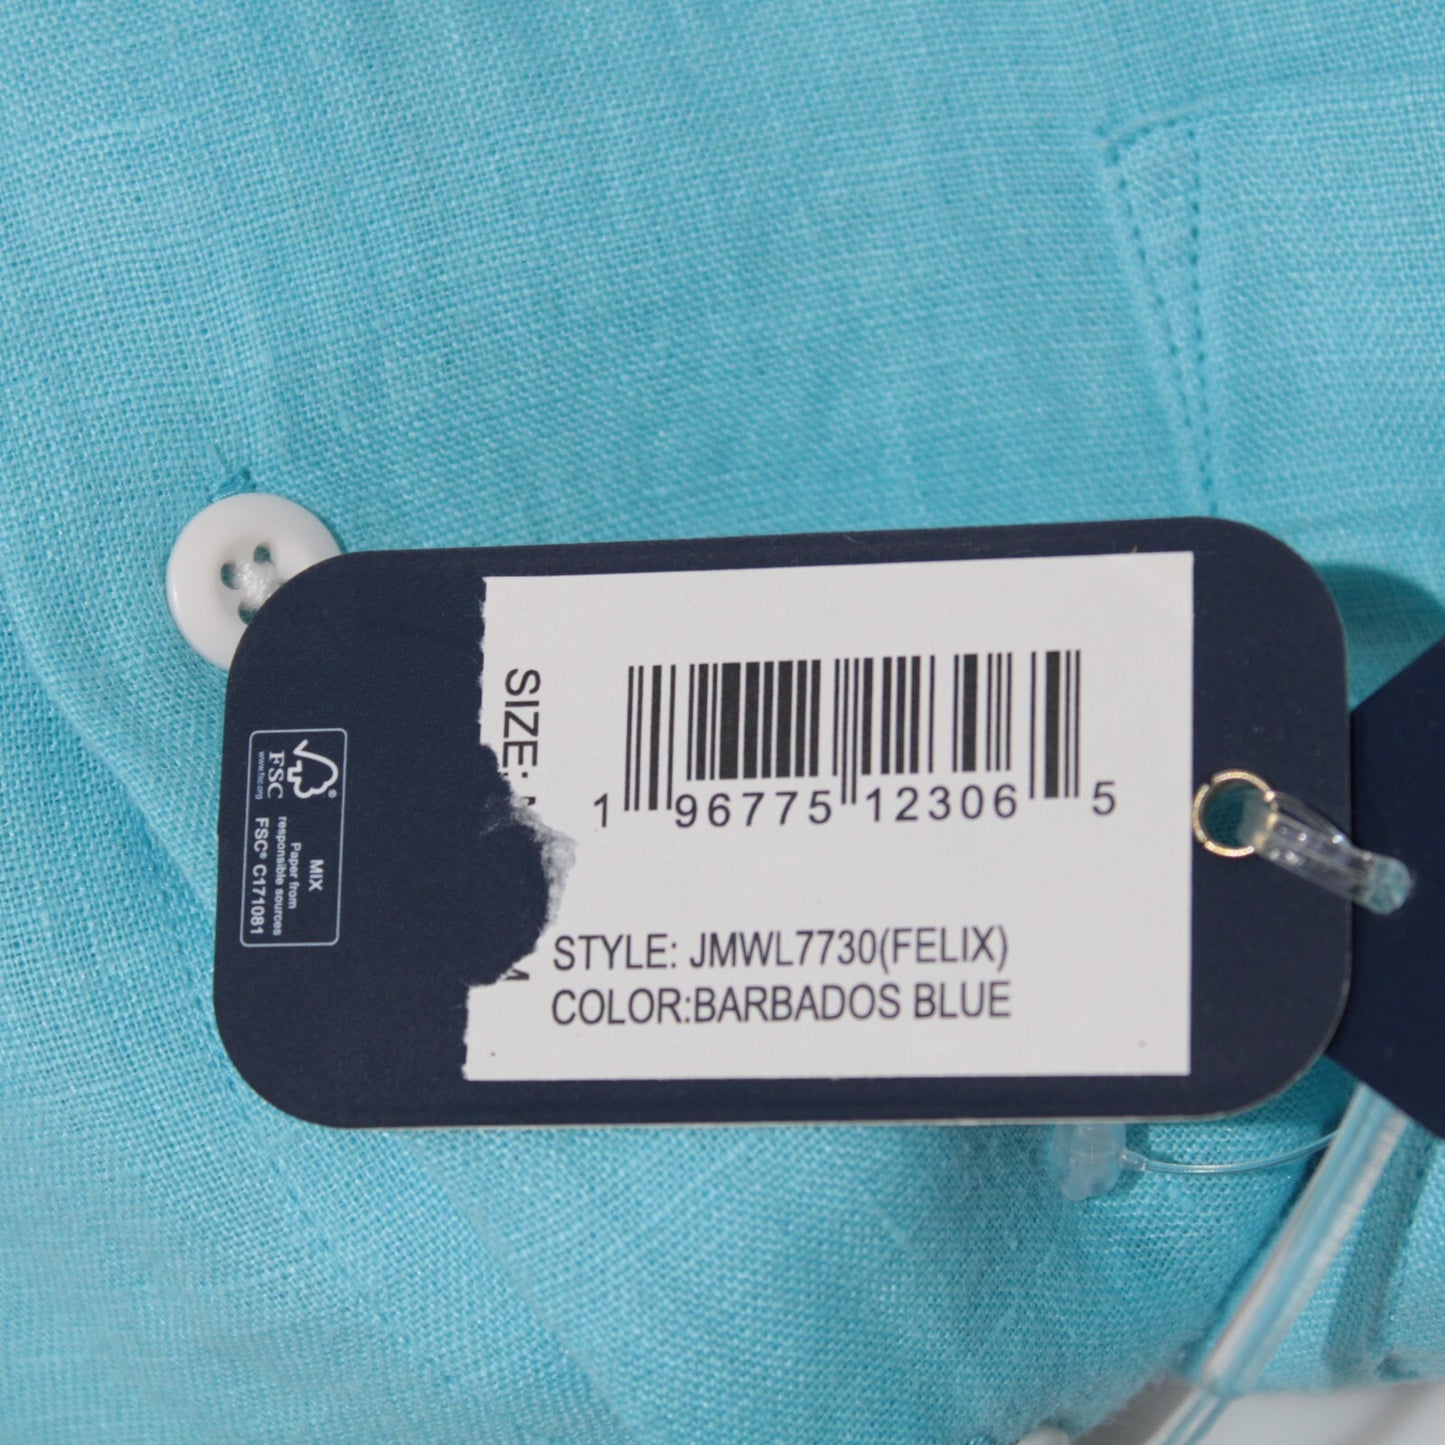 SIZE:
1 96775 12306 5
STYLE: JMWL7730(FELIX)
COLOR:BARBADOS BLUE
FSC
www.fsc.org
MIX
Paper from
responsible sources
FSC® C171081